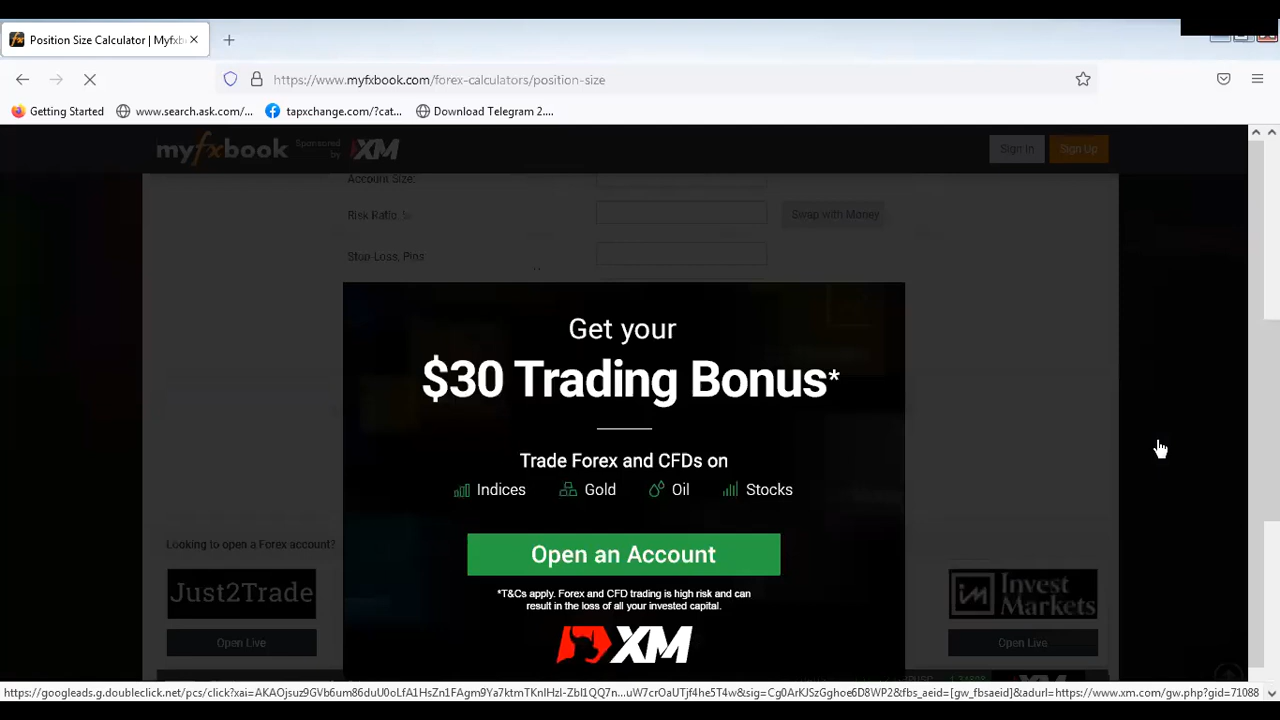 Position Size Calculator | Myfxb
https://www.myfxbook.com/forex-calculators/position-size
Getting Started
www.search.ask.com/...
tapxchange.com/?cat...
Download Telegram 2....
myfxbook
Sponsored by
XM
Sign In
Sign Up
Account Size:
Risk Ratio, %:
Swap with Money
Stop-Loss, Pips:
Get your
$30 Trading Bonus*
Trade Forex and CFDs on
Indices
Gold
Oil
Stocks
Open an Account
*T&Cs apply. Forex and CFD trading is high risk and can
result in the loss of all your invested capital.
XM
Looking to open a Forex account?
Just2Trade
Open Live
Invest
Markets
Open Live